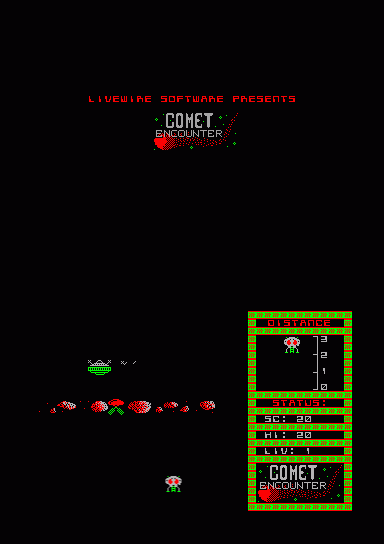 LIVEWIRE SOFTWARE PRESENTS
COMET
ENCOUNTER
DISTANCE
3
2
1
0
STATUS:
SC: 20
HI: 20
LIV: 1
COMET
ENCOUNTER